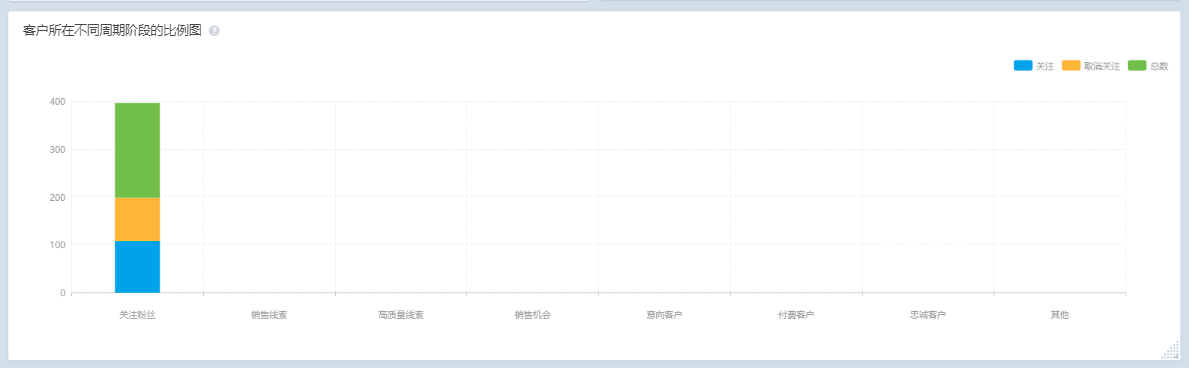 客户所在不同周期阶段的比例图 ?
关注 取消关注 总数
400
300
200
100
0
关注粉丝 销售线索 高质量线索 销售机会 意向客户 付费客户 忠诚客户 其他